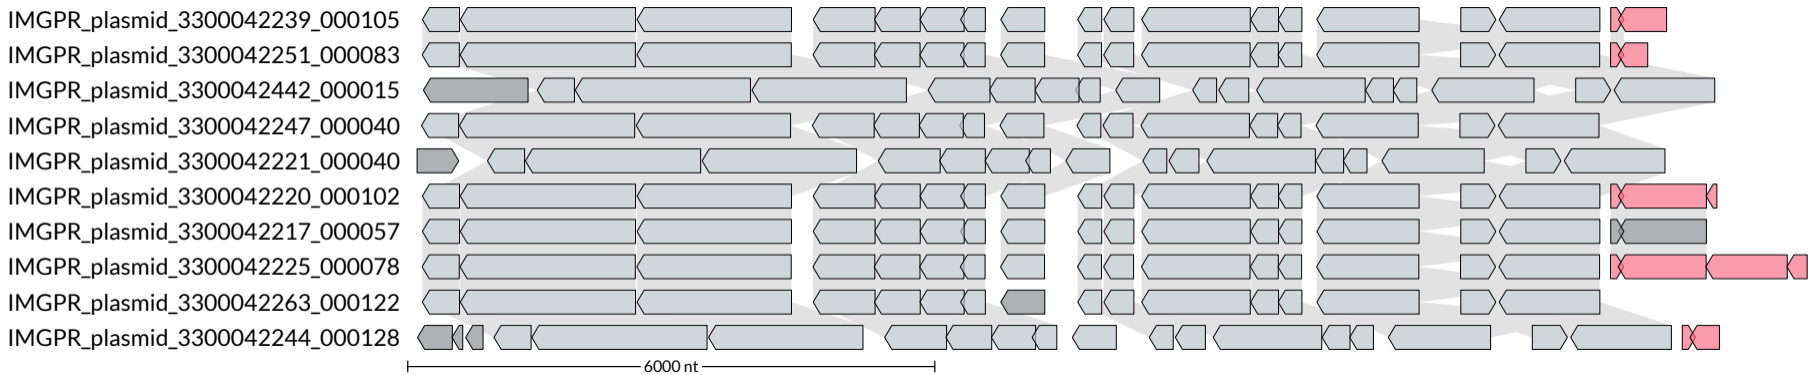 IMGPR_plasmid_3300042239_000105
IMGPR_plasmid_3300042251_000083
IMGPR_plasmid_3300042442_000015
IMGPR_plasmid_3300042247_000040
IMGPR_plasmid_3300042221_000040
IMGPR_plasmid_3300042220_000102
IMGPR_plasmid_3300042217_000057
IMGPR_plasmid_3300042225_000078
IMGPR_plasmid_3300042263_000122
IMGPR_plasmid_3300042244_000128
6000 nt